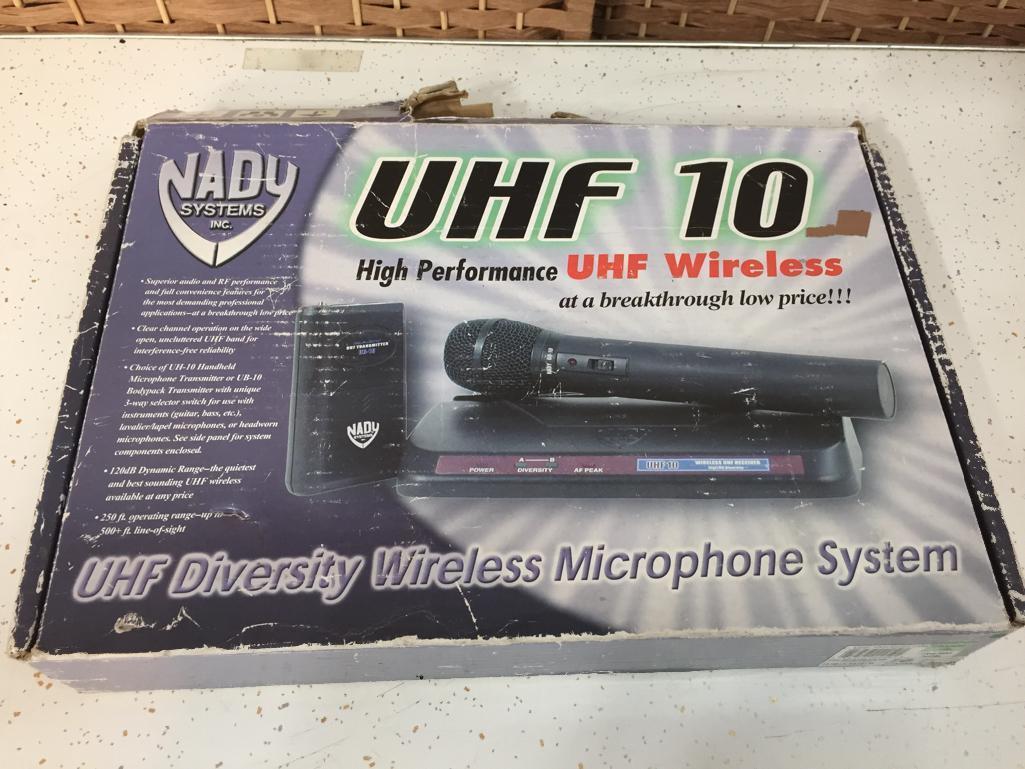 NADY
SYSTEMS
INC.
UHF 10
High Performance UHF Wireless
at a breakthrough low price!!!
• Superior audio and RF performance
and full convenience features for
the most demanding professional
applications–at a breakthrough low price
• Clear channel operation on the wide
open, uncluttered UHF band for
interference-free reliability
• Choice of UH-10 Handheld
Microphone Transmitter or UB-10
Bodypack Transmitter with unique
3-way selector switch for use with
instruments (guitar, bass, etc.),
lavalier/lapel microphones, or headworn
microphones. See side panel for system
components enclosed.
• 120dB Dynamic Range–the quietest
and best sounding UHF wireless
available at any price
• 250 ft. operating range–up to
500+ ft. line-of-sight
UHF TRANSMITTER
UB-10
NADY
SYSTEMS
POWER
A B
DIVERSITY
AF PEAK
UHF 10
WIRELESS UHF RECEIVER
UHF Diversity Wireless Microphone System